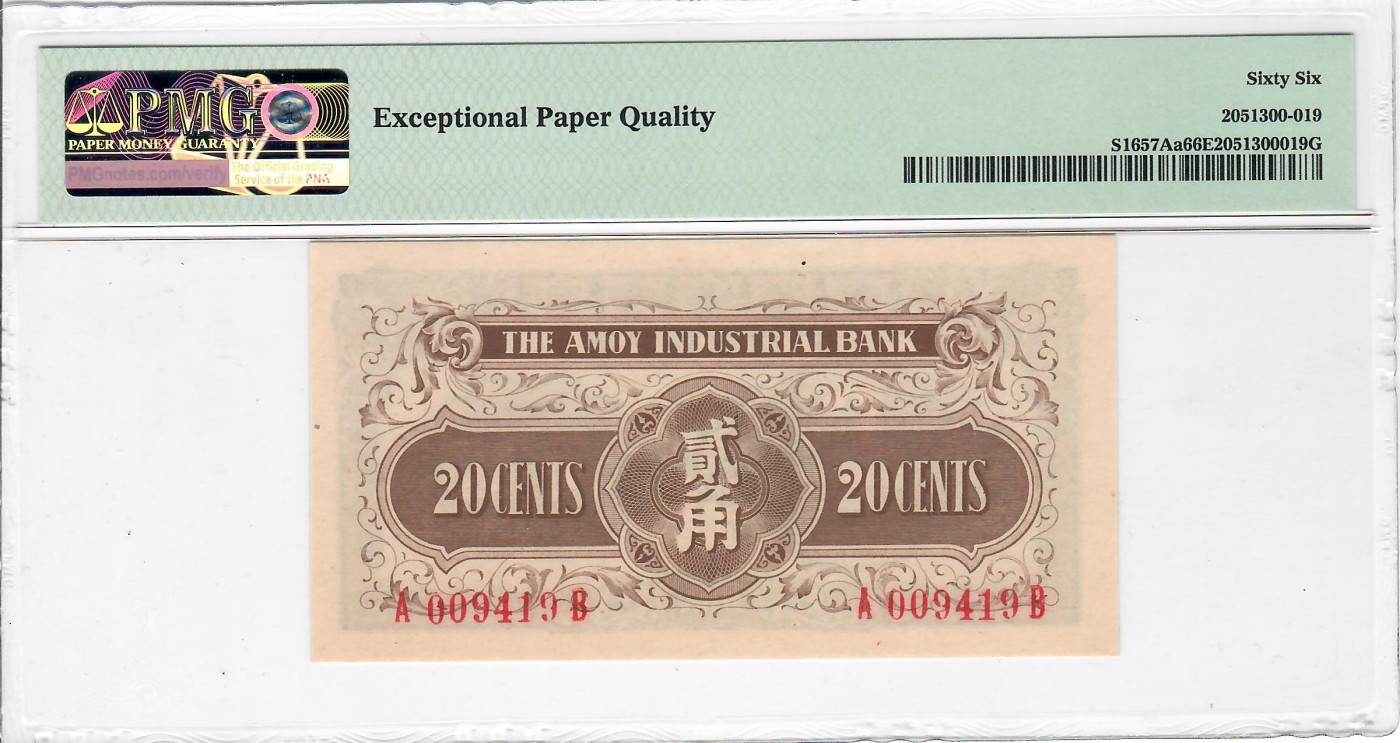 PMG
PAPER MONEY GUARANTY
PMGnotes.com/verify
The Official Grading
Service of the PNG
Exceptional Paper Quality
Sixty Six
2051300-019
S1657Aa66E2051300019G
THE AMOY INDUSTRIAL BANK
20 CENTS
貳角
20 CENTS
A 009419 B
A 009419 B